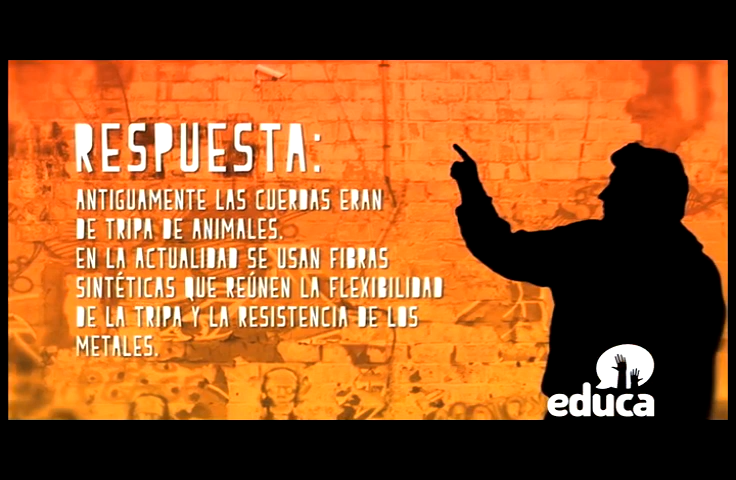 RESPUESTA:
ANTIGUAMENTE LAS CUERDAS ERAN
DE TRIPA DE ANIMALES.
EN LA ACTUALIDAD SE USAN FIBRAS
SINTÉTICAS QUE REÚNEN LA FLEXIBILIDAD
DE LA TRIPA Y LA RESISTENCIA DE LOS
METALES.
educa